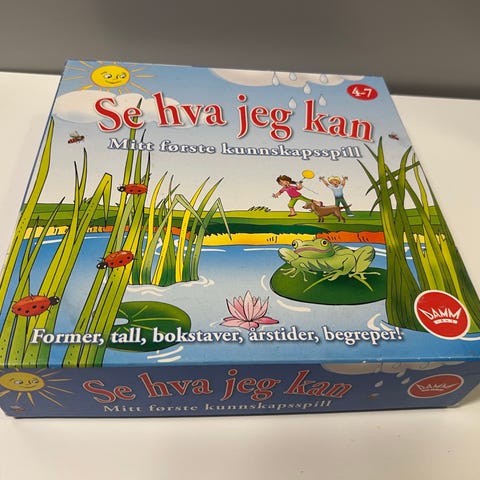 4-7
Se hva jeg kan
Mitt første kunnskapsspill
DAMM
Former, tall, bokstaver, årstider, begreper!
Se hva jeg kan
Mitt første kunnskapsspill
DAMM